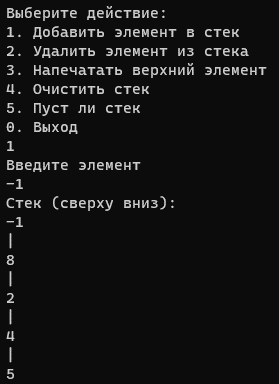 Выберите действие:
1. Добавить элемент в стек
2. Удалить элемент из стека
3. Напечатать верхний элемент
4. Очистить стек
5. Пуст ли стек
0. Выход
1
Введите элемент
-1
Стек (сверху вниз):
-1
|
8
|
2
|
4
|
5